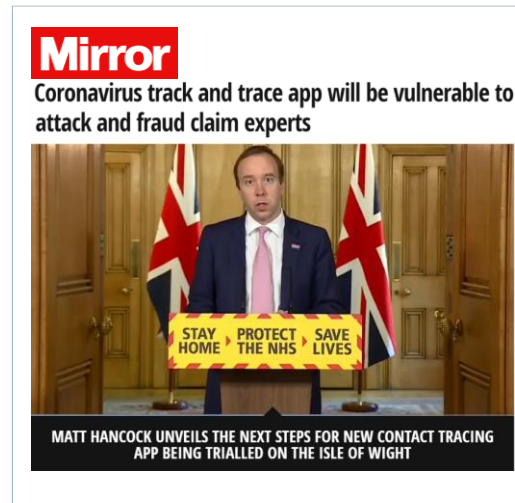 Mirror
Coronavirus track and trace app will be vulnerable to
attack and fraud claim experts
STAY HOME PROTECT THE NHS SAVE LIVES
MATT HANCOCK UNVEILS THE NEXT STEPS FOR NEW CONTACT TRACING
APP BEING TRIALLED ON THE ISLE OF WIGHT